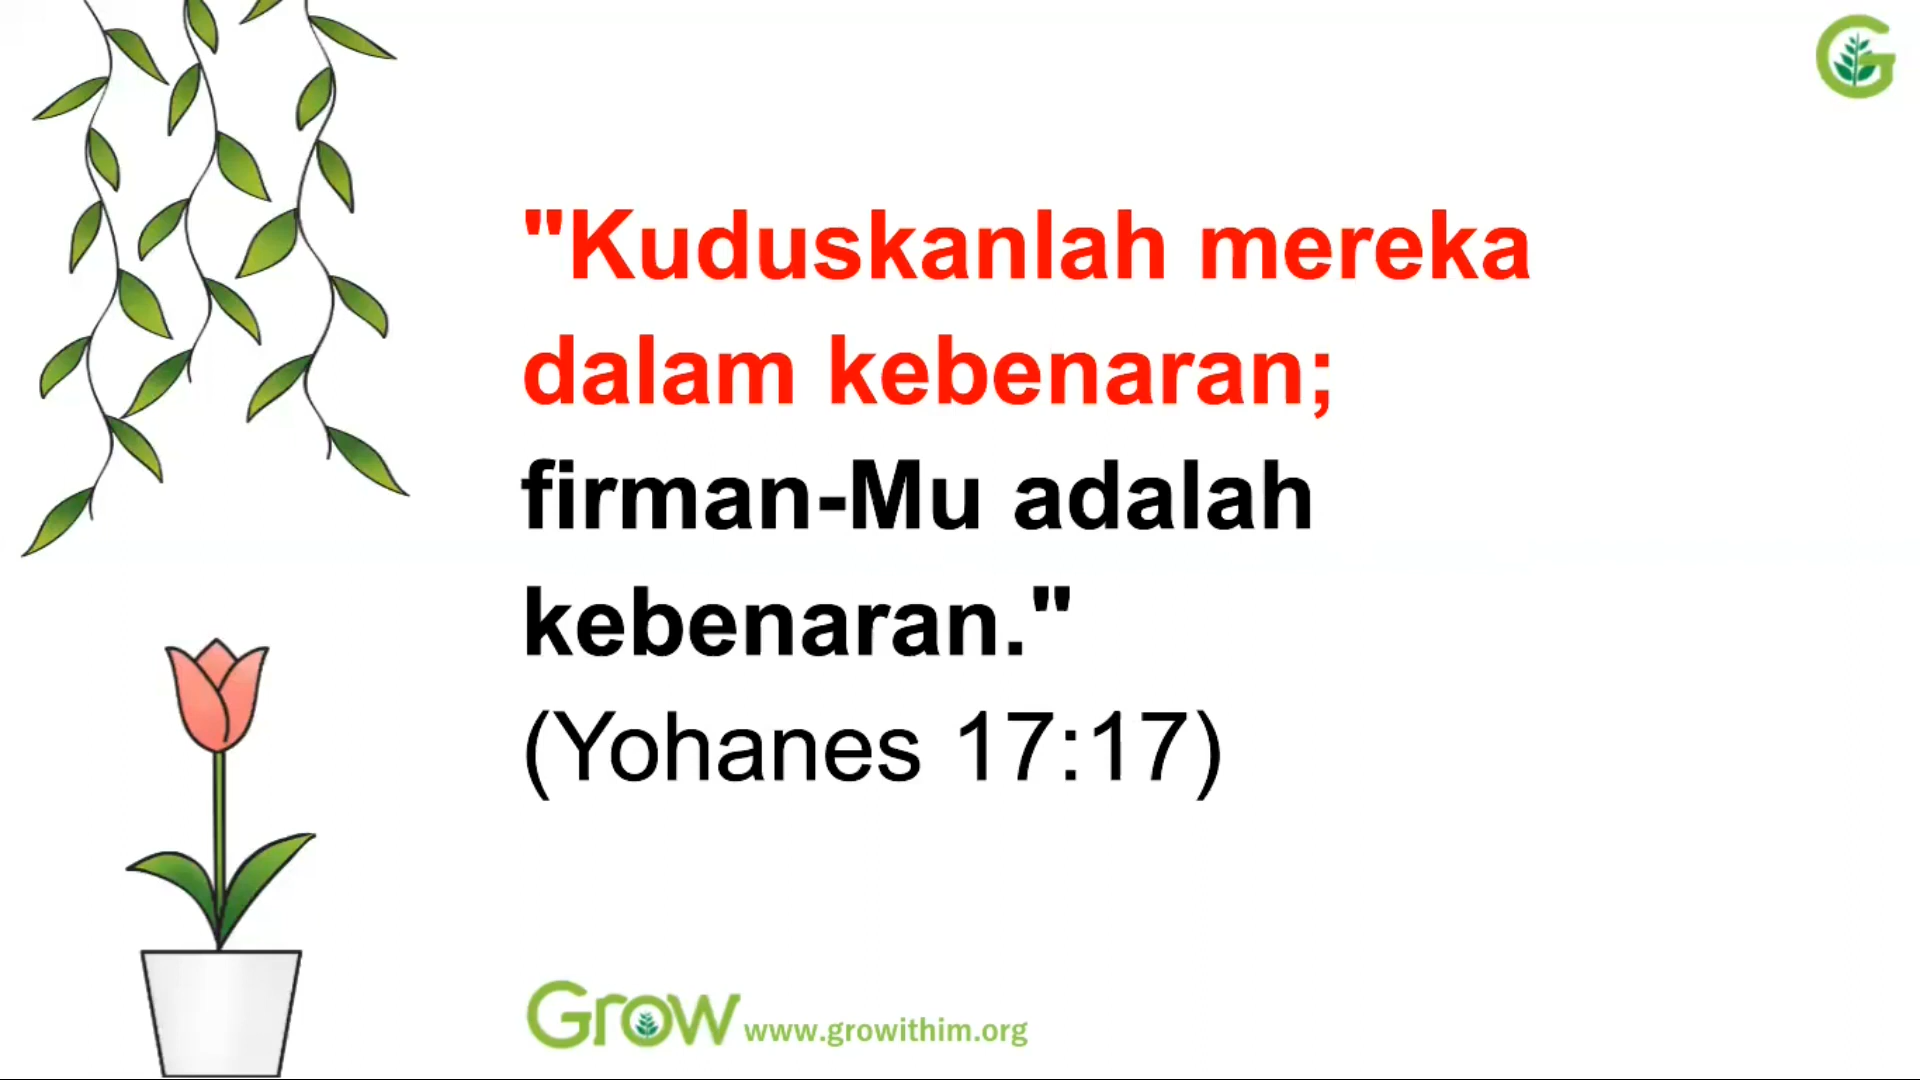 "Kuduskanlah mereka
dalam kebenaran;
firman-Mu adalah
kebenaran."
(Yohanes 17:17)
Grow www.growithim.org